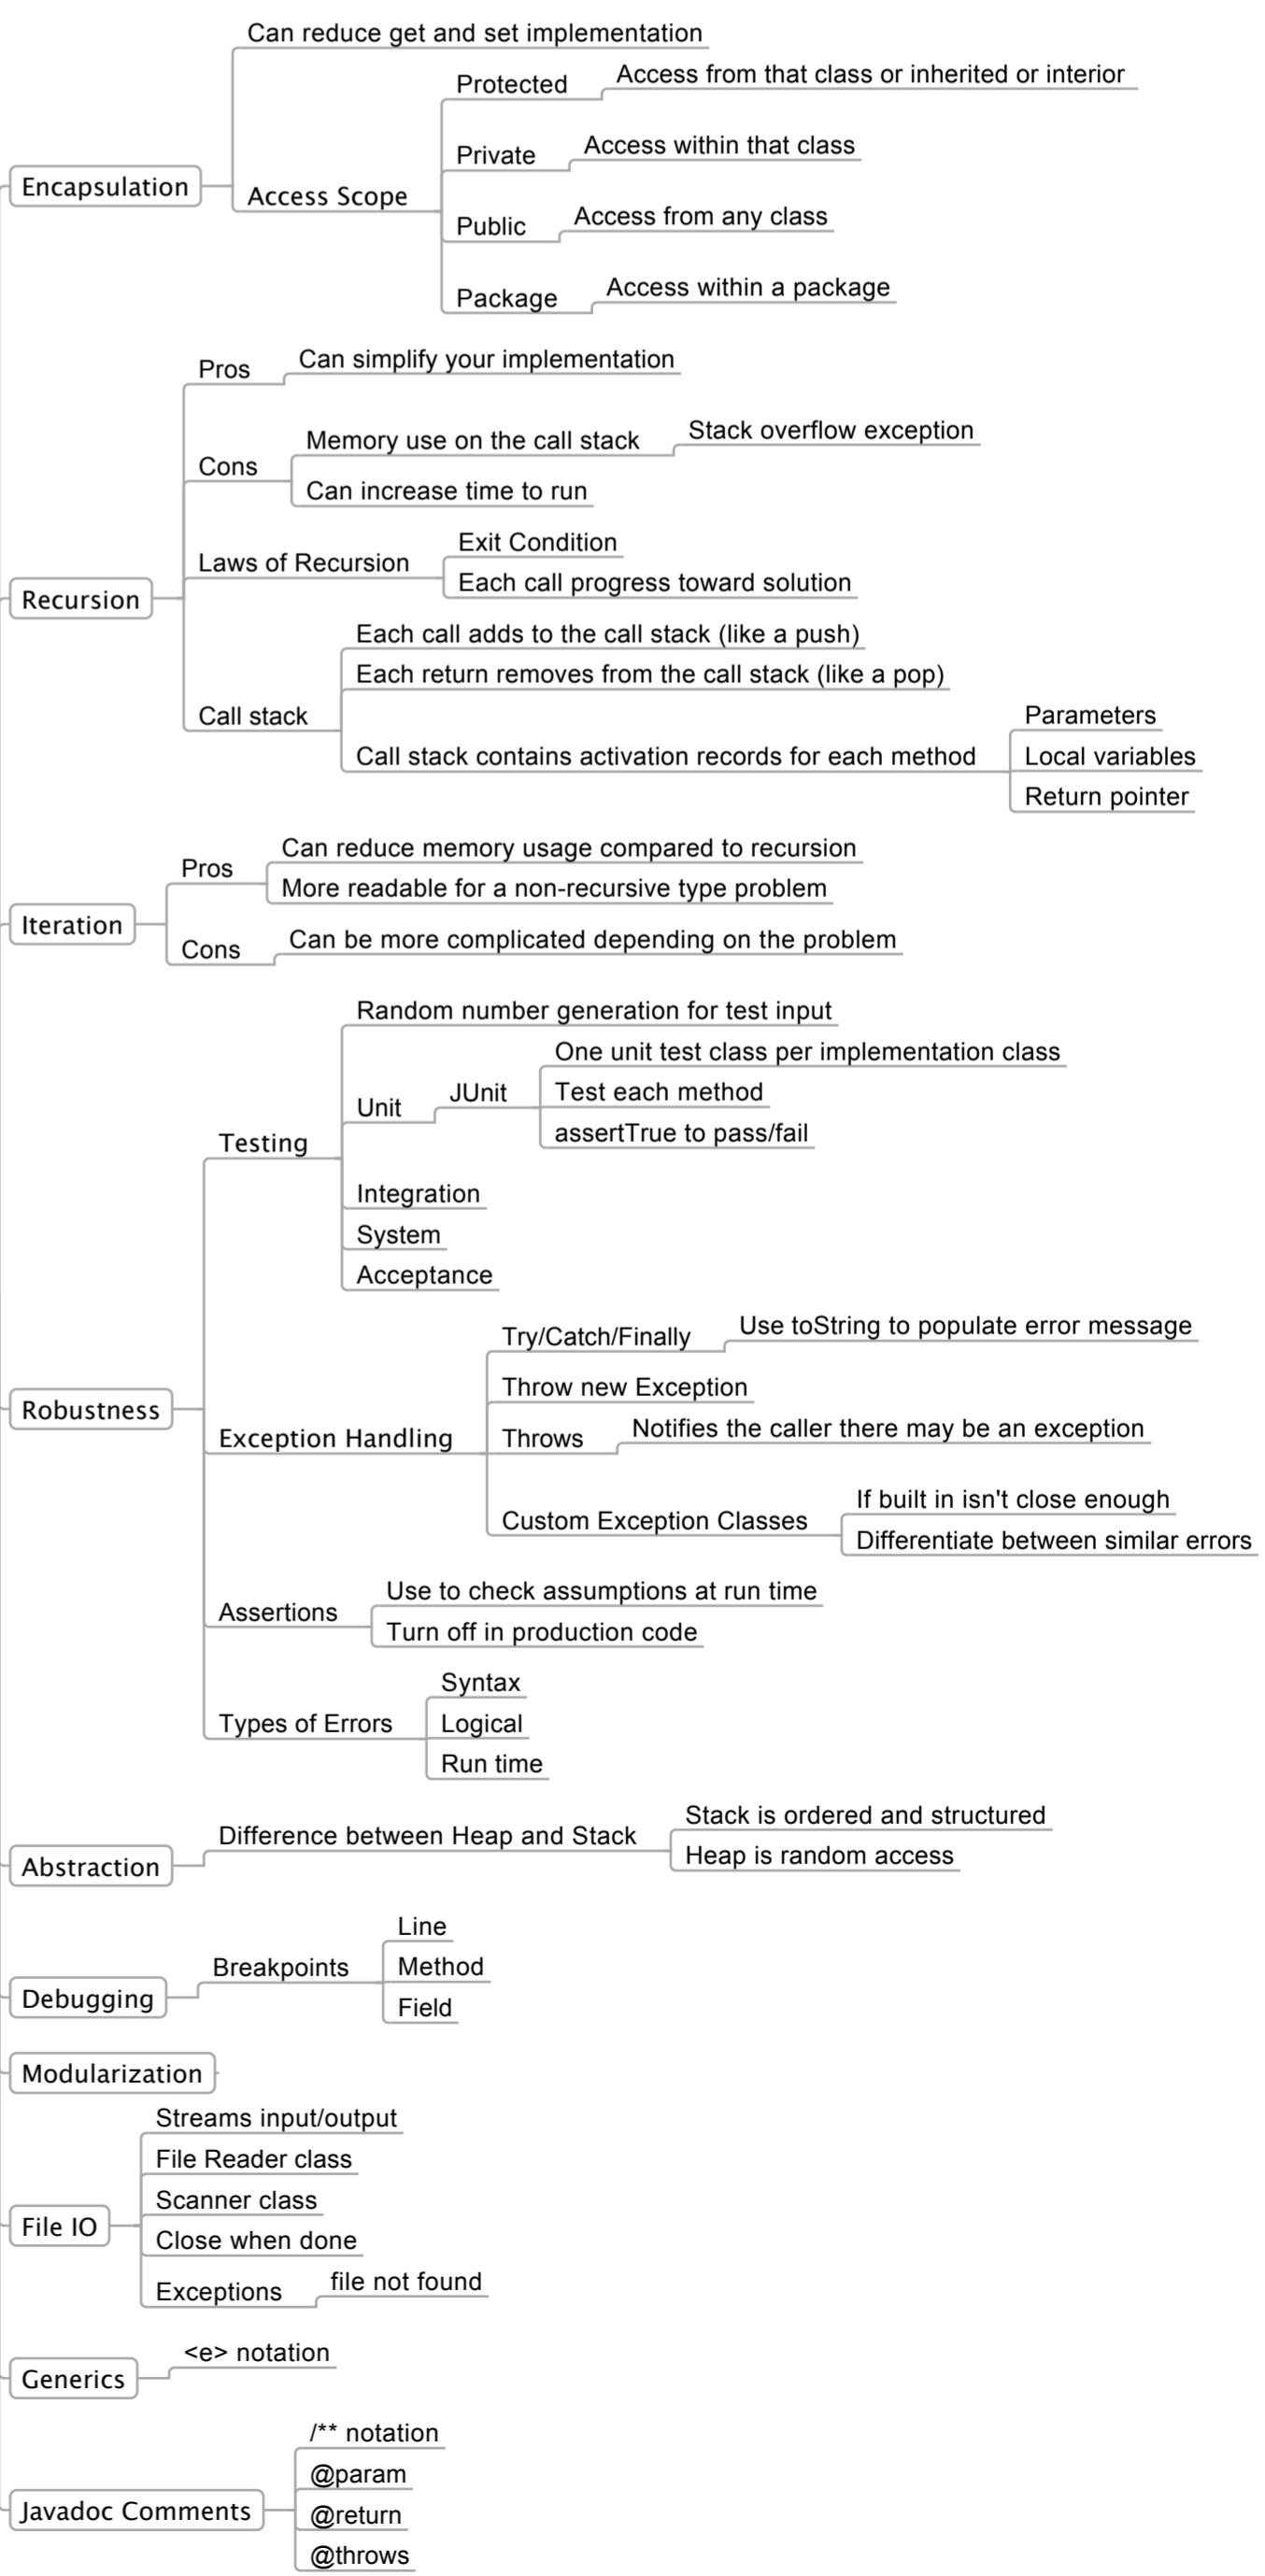 Can reduce get and set implementation
Protected
Access from that class or inherited or interior
Private
Access within that class
Encapsulation
Access Scope
Public
Access from any class
Package
Access within a package
Pros
Can simplify your implementation
Memory use on the call stack
Stack overflow exception
Cons
Can increase time to run
Exit Condition
Laws of Recursion
Each call progress toward solution
Recursion
Each call adds to the call stack (like a push)
Each return removes from the call stack (like a pop)
Call stack
Parameters
Call stack contains activation records for each method
Local variables
Return pointer
Can reduce memory usage compared to recursion
Pros
More readable for a non-recursive type problem
Iteration
Cons
Can be more complicated depending on the problem
Random number generation for test input
One unit test class per implementation class
Unit
JUnit
Test each method
assertTrue to pass/fail
Testing
Integration
System
Acceptance
Try/Catch/Finally
Use toString to populate error message
Throw new Exception
Robustness
Exception Handling
Throws
Notifies the caller there may be an exception
If built in isn't close enough
Custom Exception Classes
Differentiate between similar errors
Use to check assumptions at run time
Assertions
Turn off in production code
Syntax
Types of Errors
Logical
Run time
Stack is ordered and structured
Difference between Heap and Stack
Abstraction
Heap is random access
Line
Breakpoints
Method
Debugging
Field
Modularization
Streams input/output
File Reader class
Scanner class
File IO
Close when done
Exceptions
file not found
<e> notation
Generics
/** notation
@param
Javadoc Comments
@return
@throws